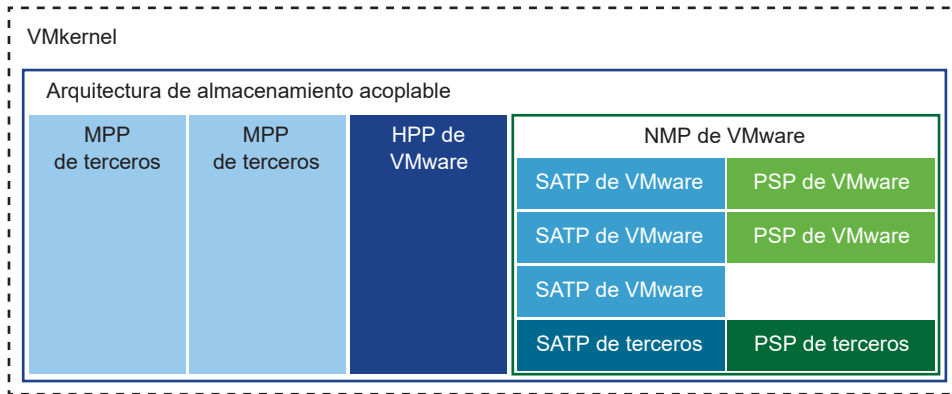 VMkernel
Arquitectura de almacenamiento acoplable
MPP
de terceros
MPP
de terceros
HPP de
VMware
NMP de VMware
SATP de VMware
PSP de VMware
SATP de VMware
PSP de VMware
SATP de VMware
SATP de terceros
PSP de terceros